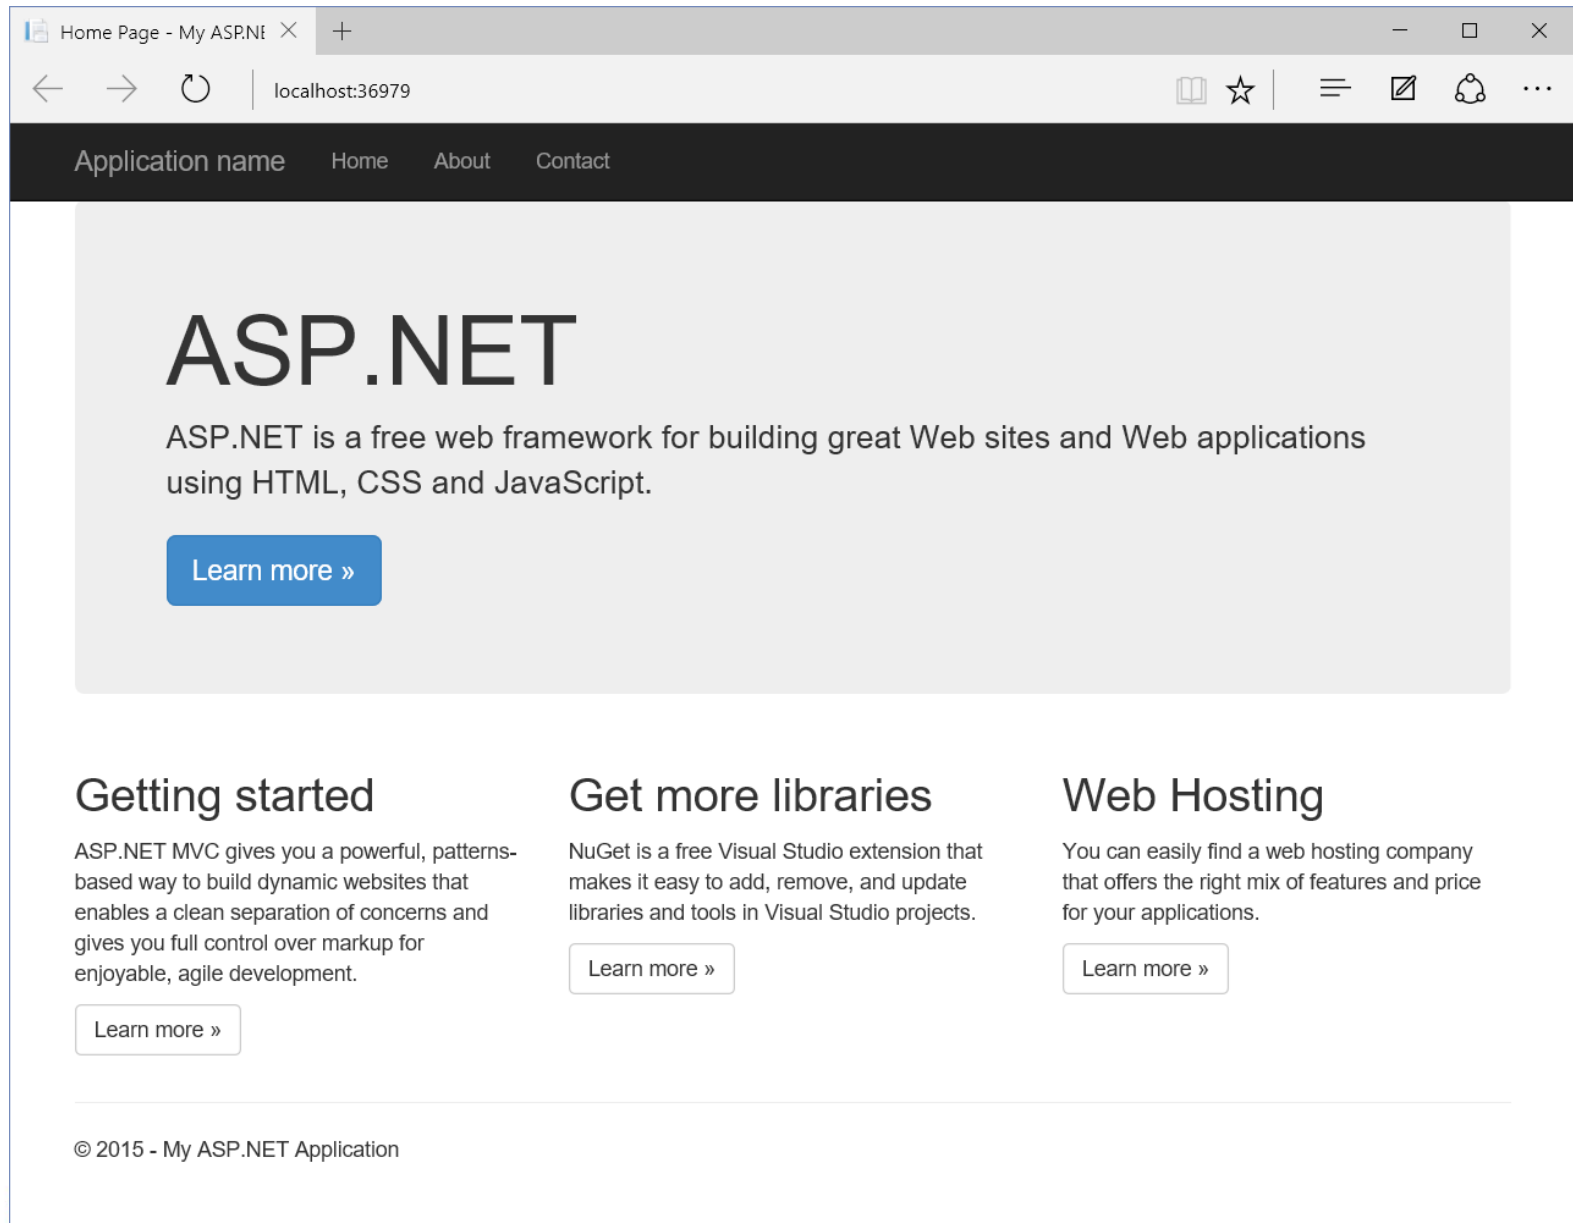 Home Page - My ASP.NE
localhost:36979
Application name Home About Contact
ASP.NET
ASP.NET is a free web framework for building great Web sites and Web applications
using HTML, CSS and JavaScript.
Learn more »
Getting started
ASP.NET MVC gives you a powerful, patterns-
based way to build dynamic websites that
enables a clean separation of concerns and
gives you full control over markup for
enjoyable, agile development.
Learn more »
Get more libraries
NuGet is a free Visual Studio extension that
makes it easy to add, remove, and update
libraries and tools in Visual Studio projects.
Learn more »
Web Hosting
You can easily find a web hosting company
that offers the right mix of features and price
for your applications.
Learn more »
© 2015 - My ASP.NET Application